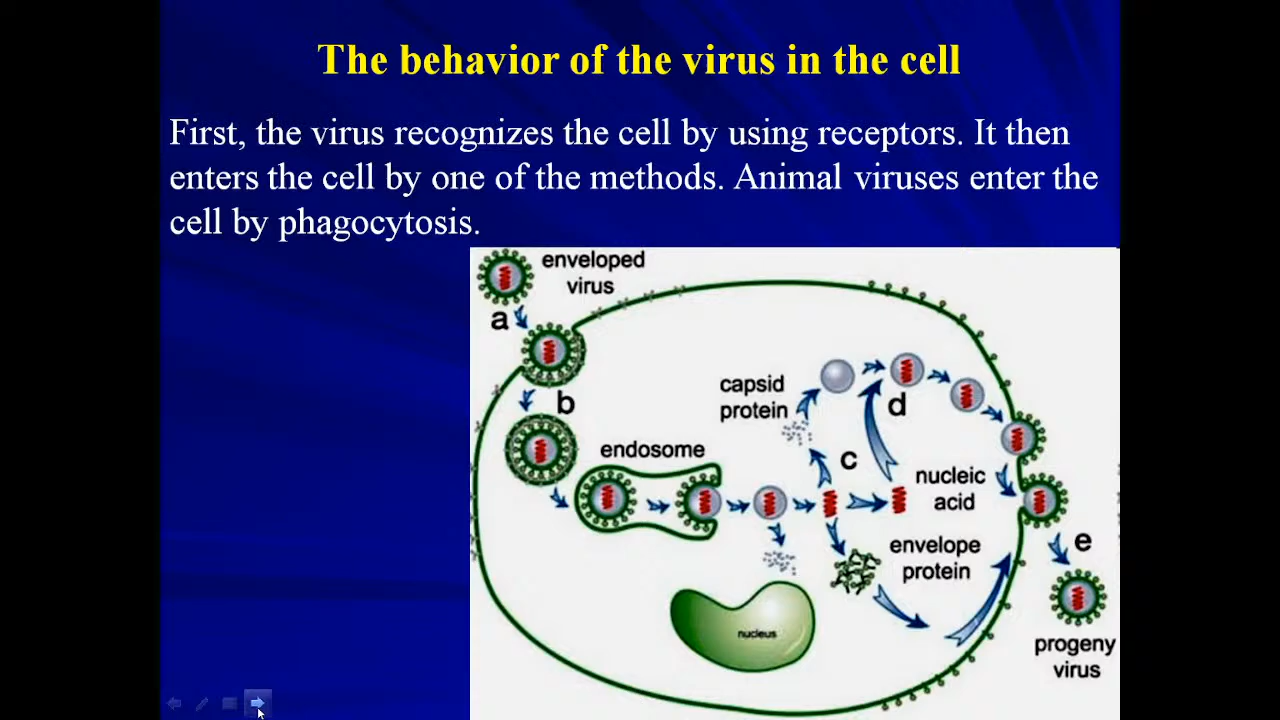 The behavior of the virus in the cell
First, the virus recognizes the cell by using receptors. It then
enters the cell by one of the methods. Animal viruses enter the
cell by phagocytosis.
enveloped
virus
a
b
capsid
protein
d
endosome
c
nucleic
acid
envelope
protein
e
nucleus
progeny
virus